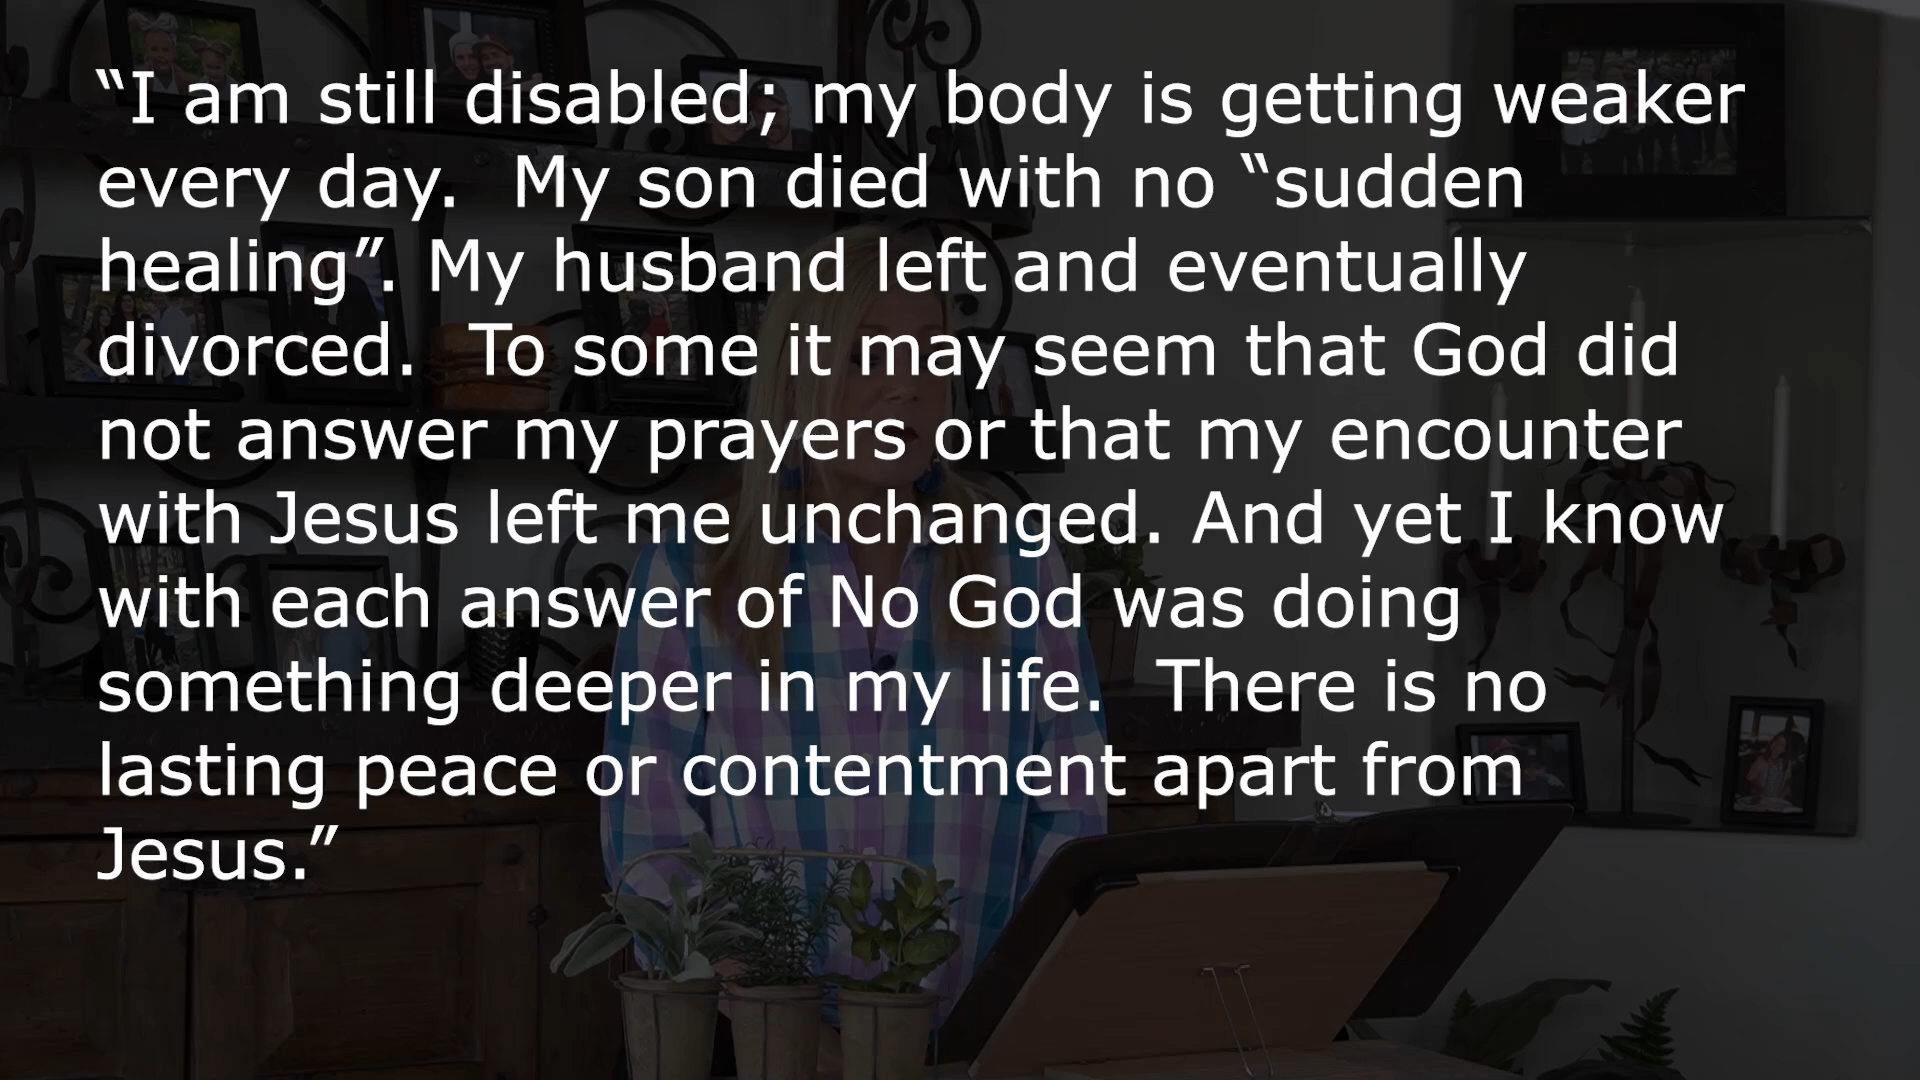 “I am still disabled; my body is getting weaker
every day.  My son died with no “sudden
healing”. My husband left and eventually
divorced.  To some it may seem that God did
not answer my prayers or that my encounter
with Jesus left me unchanged. And yet I know
with each answer of No God was doing
something deeper in my life.  There is no
lasting peace or contentment apart from
Jesus.”